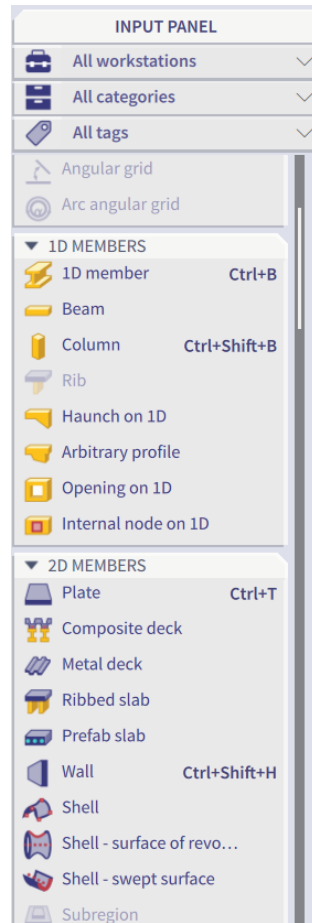 INPUT PANEL
All workstations
All categories
All tags
Angular grid
Arc angular grid
1D MEMBERS
1D member Ctrl+B
Beam
Column Ctrl+Shift+B
Rib
Haunch on 1D
Arbitrary profile
Opening on 1D
Internal node on 1D
2D MEMBERS
Plate Ctrl+T
Composite deck
Metal deck
Ribbed slab
Prefab slab
Wall Ctrl+Shift+H
Shell
Shell - surface of revo...
Shell - swept surface
Subregion